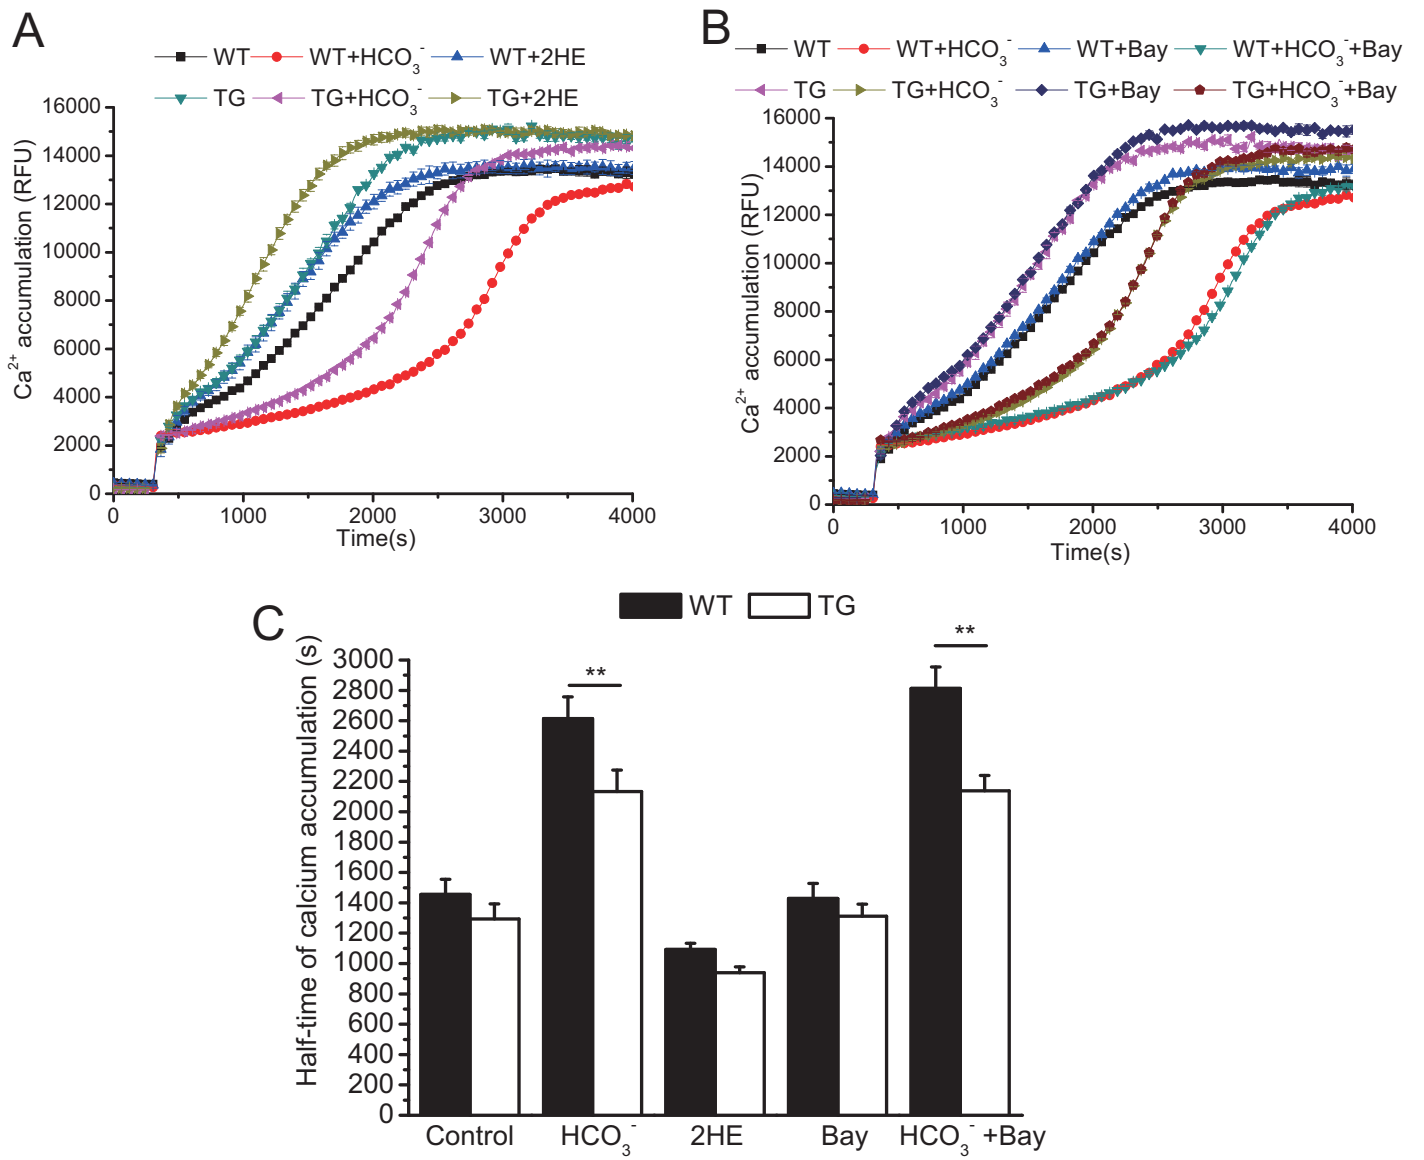 A
WT WT+HCO₃⁻ WT+2HE
TG TG+HCO₃⁻ TG+2HE
Ca²⁺ accumulation (RFU)
16000
14000
12000
10000
8000
6000
4000
2000
0
0 1000 2000 3000 4000
Time(s)
B
WT WT+HCO₃⁻ WT+Bay WT+HCO₃⁻+Bay
TG TG+HCO₃⁻ TG+Bay TG+HCO₃⁻+Bay
Ca²⁺ accumulation (RFU)
16000
14000
12000
10000
8000
6000
4000
2000
0
0 1000 2000 3000 4000
Time(s)
C
WT TG
Half-time of calcium accumulation (s)
3000
2800
2600
2400
2200
2000
1800
1600
1400
1200
1000
800
600
400
200
0
**
**
Control HCO₃⁻ 2HE Bay HCO₃⁻ +Bay